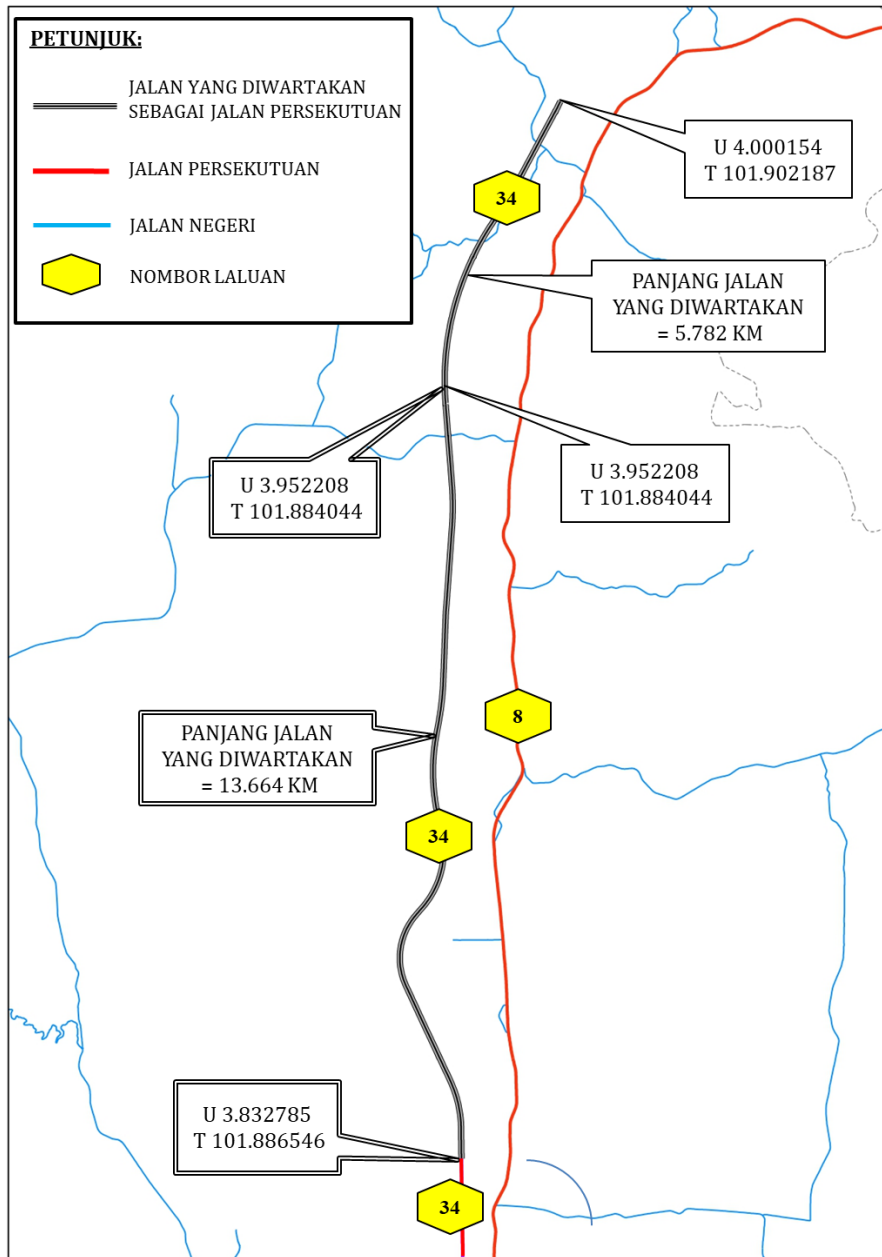 PETUNJUK:
JALAN YANG DIWARTAKAN
SEBAGAI JALAN PERSEKUTUAN
JALAN PERSEKUTUAN
JALAN NEGERI
NOMBOR LALUAN
U 4.000154
T 101.902187
34
PANJANG JALAN
YANG DIWARTAKAN
= 5.782 KM
U 3.952208
T 101.884044
U 3.952208
T 101.884044
8
PANJANG JALAN
YANG DIWARTAKAN
= 13.664 KM
34
U 3.832785
T 101.886546
34